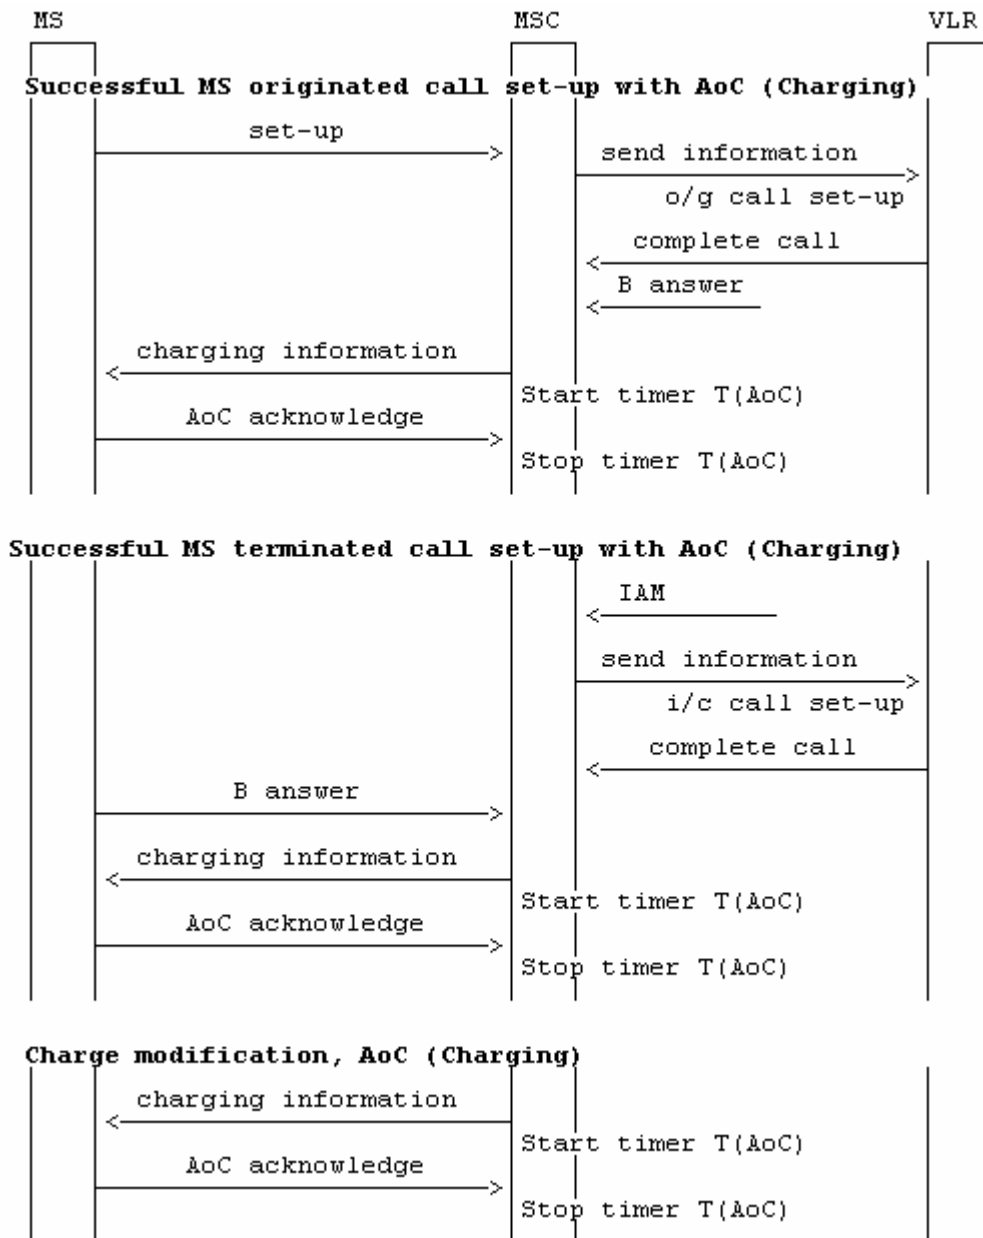 MS MSC VLR
Successful MS originated call set-up with AoC (Charging)
set-up
send information
o/g call set-up
complete call
B answer
charging information
Start timer T(AoC)
AoC acknowledge
Stop timer T(AoC)
Successful MS terminated call set-up with AoC (Charging)
IAM
send information
i/c call set-up
complete call
B answer
charging information
Start timer T(AoC)
AoC acknowledge
Stop timer T(AoC)
Charge modification, AoC (Charging)
charging information
Start timer T(AoC)
AoC acknowledge
Stop timer T(AoC)